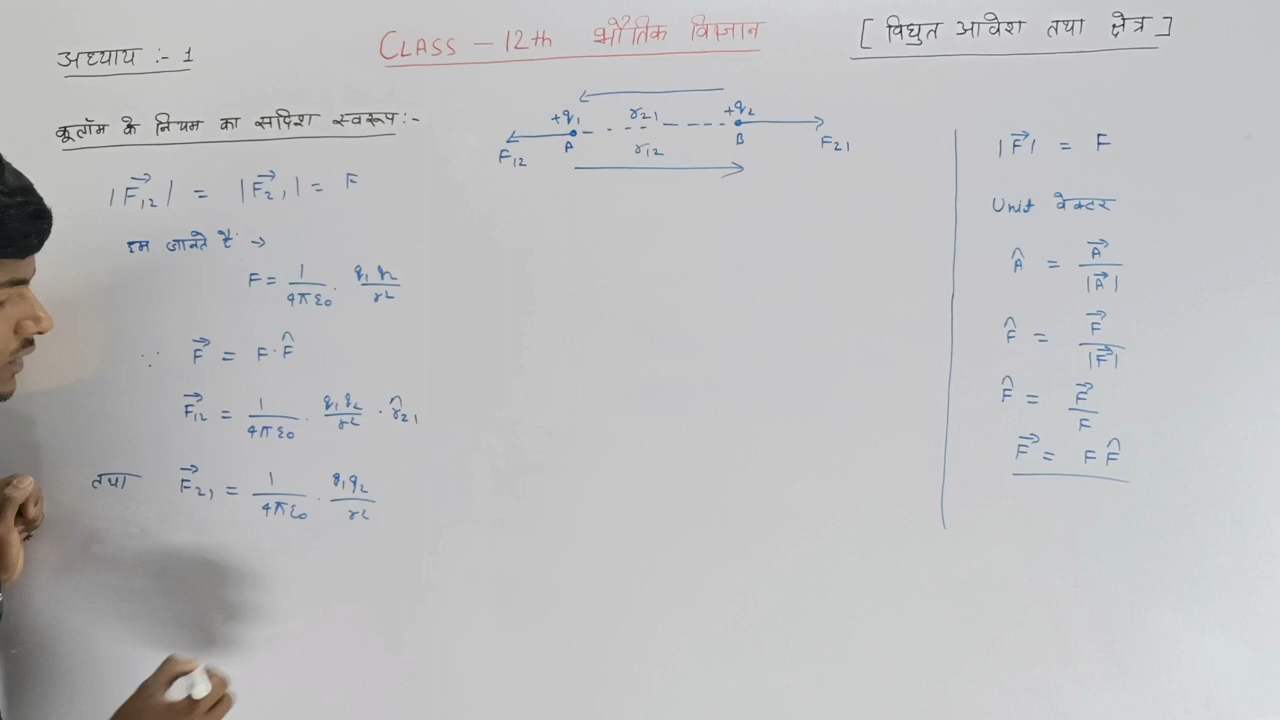 अध्याय :- 1
CLASS - 12th भौतिक विज्ञान
[ विद्युत आवेश तथा क्षेत्र ]
कूलॉम के नियम का सदिश स्वरूप :-
+q₁ r₂₁ +q₂
F₁₂ A r₁₂ B F₂₁
|F⃗₁₂| = |F⃗₂₁| = F
हम जानते हैं →
F = 1/4πε₀ . q₁q₂/r²
∵ F⃗ = F . F̂
F⃗₁₂ = 1/4πε₀ . q₁q₂/r² . r̂₂₁
तथा F⃗₂₁ = 1/4πε₀ . q₁q₂/r²
|F⃗| = F
Unit वेक्टर
Â = A⃗/|A⃗|
F̂ = F⃗/|F⃗|
F̂ = F⃗/F
F⃗ = F F̂